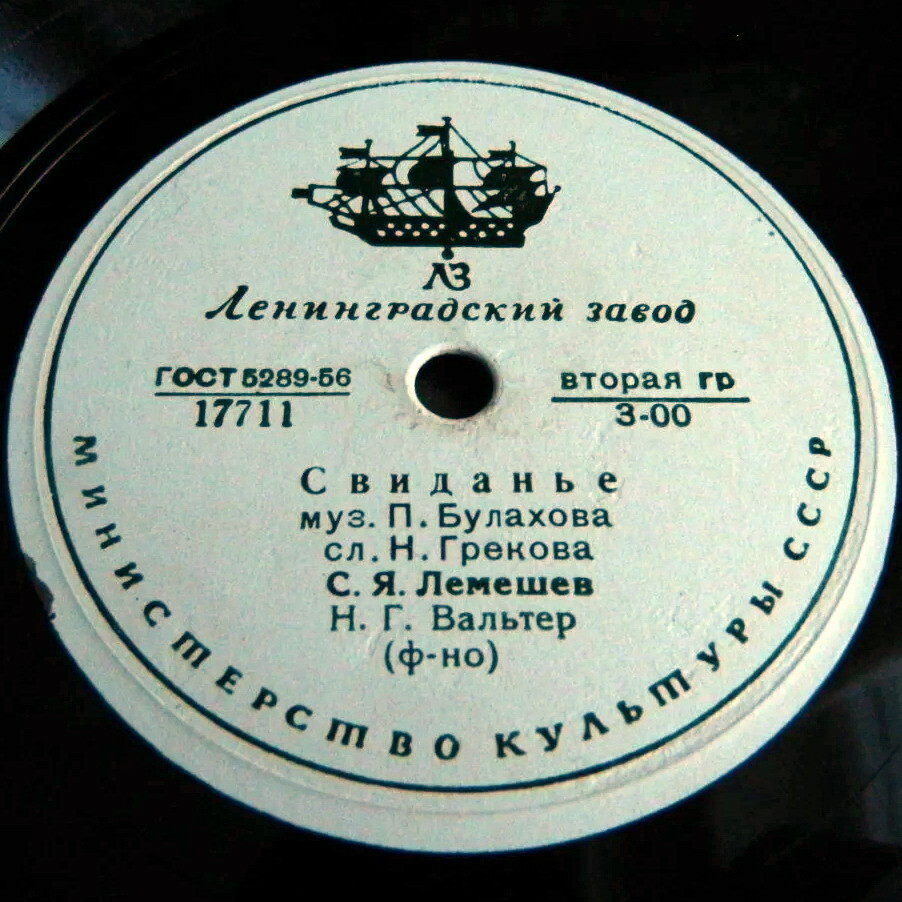 ЛЗ
Ленинградский завод
ГОСТ 5289-56
17711
вторая гр
3-00
Свиданье
муз. П. Булахова
сл. Н. Грекова
С. Я. Лемешев
Н. Г. Вальтер
(ф-но)
МИНИСТЕРСТВО КУЛЬТУРЫ СССР